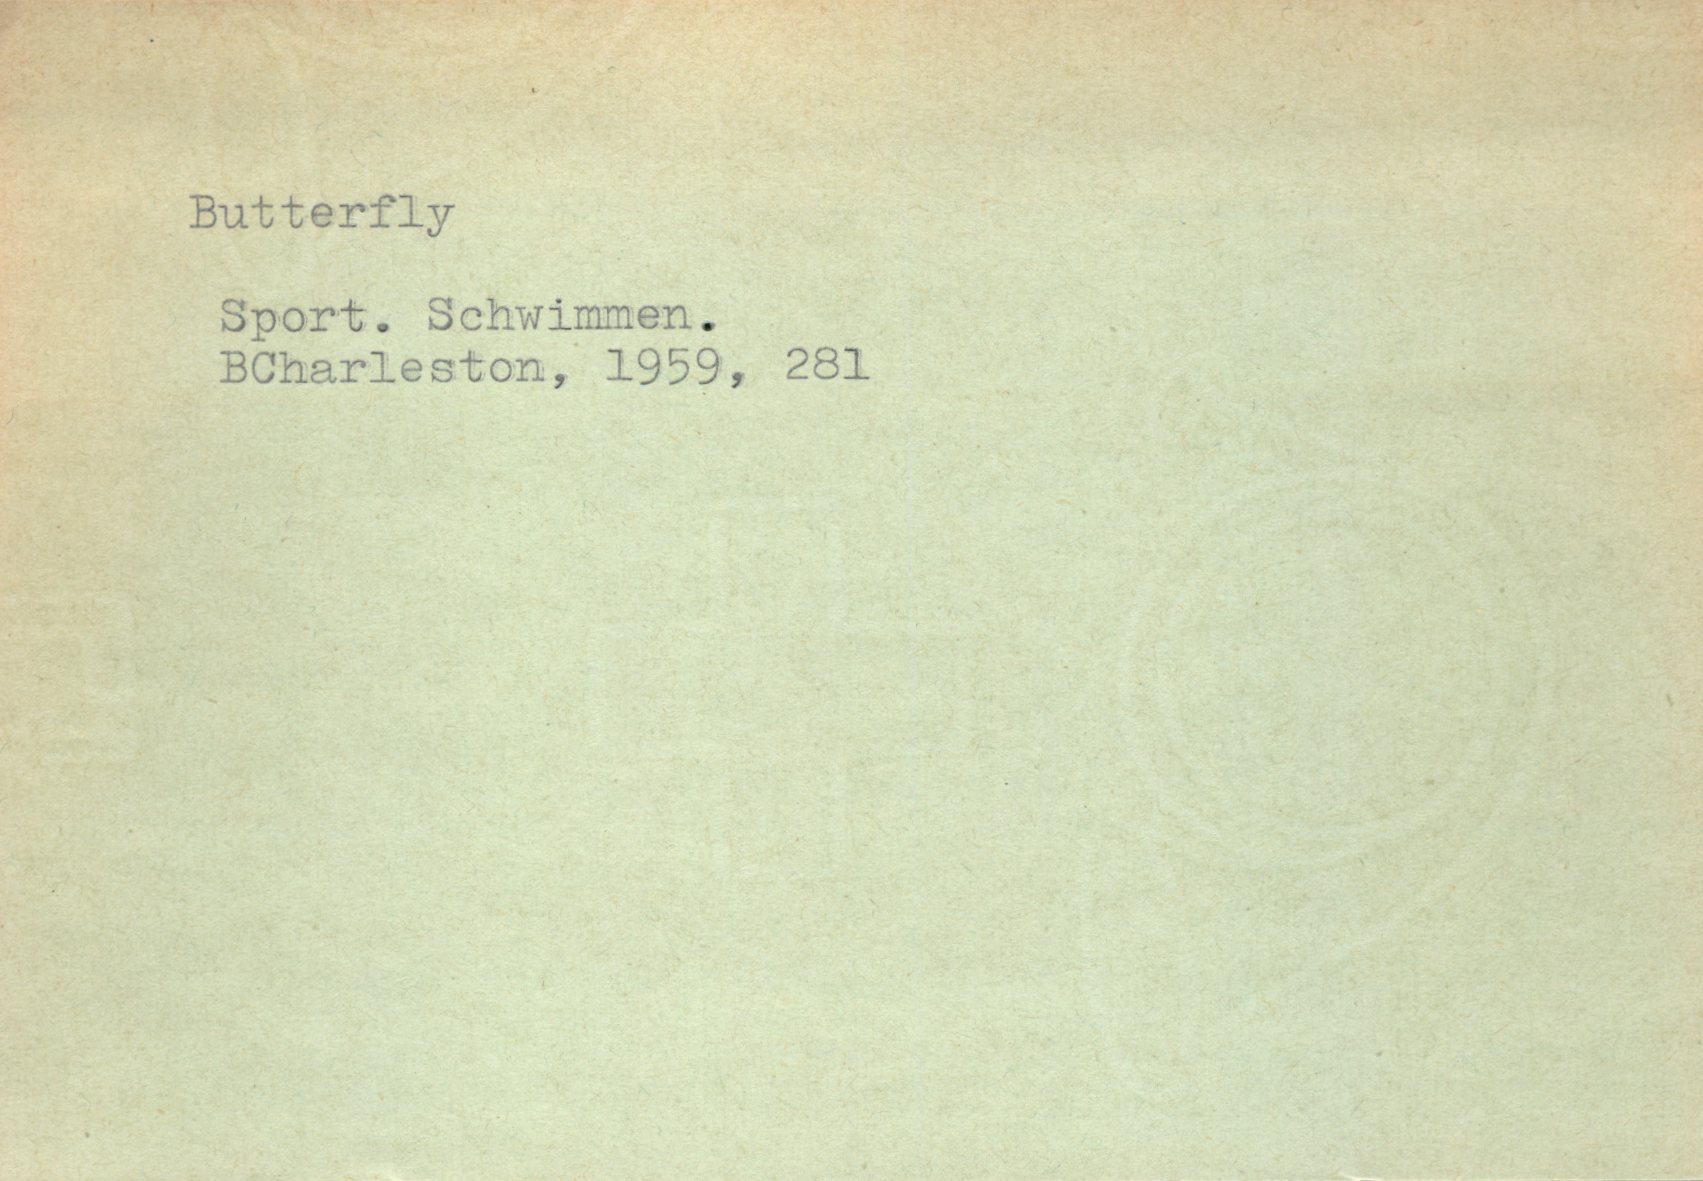 Butterfly
Sport. Schwimmen.
BCharleston, 1959, 281